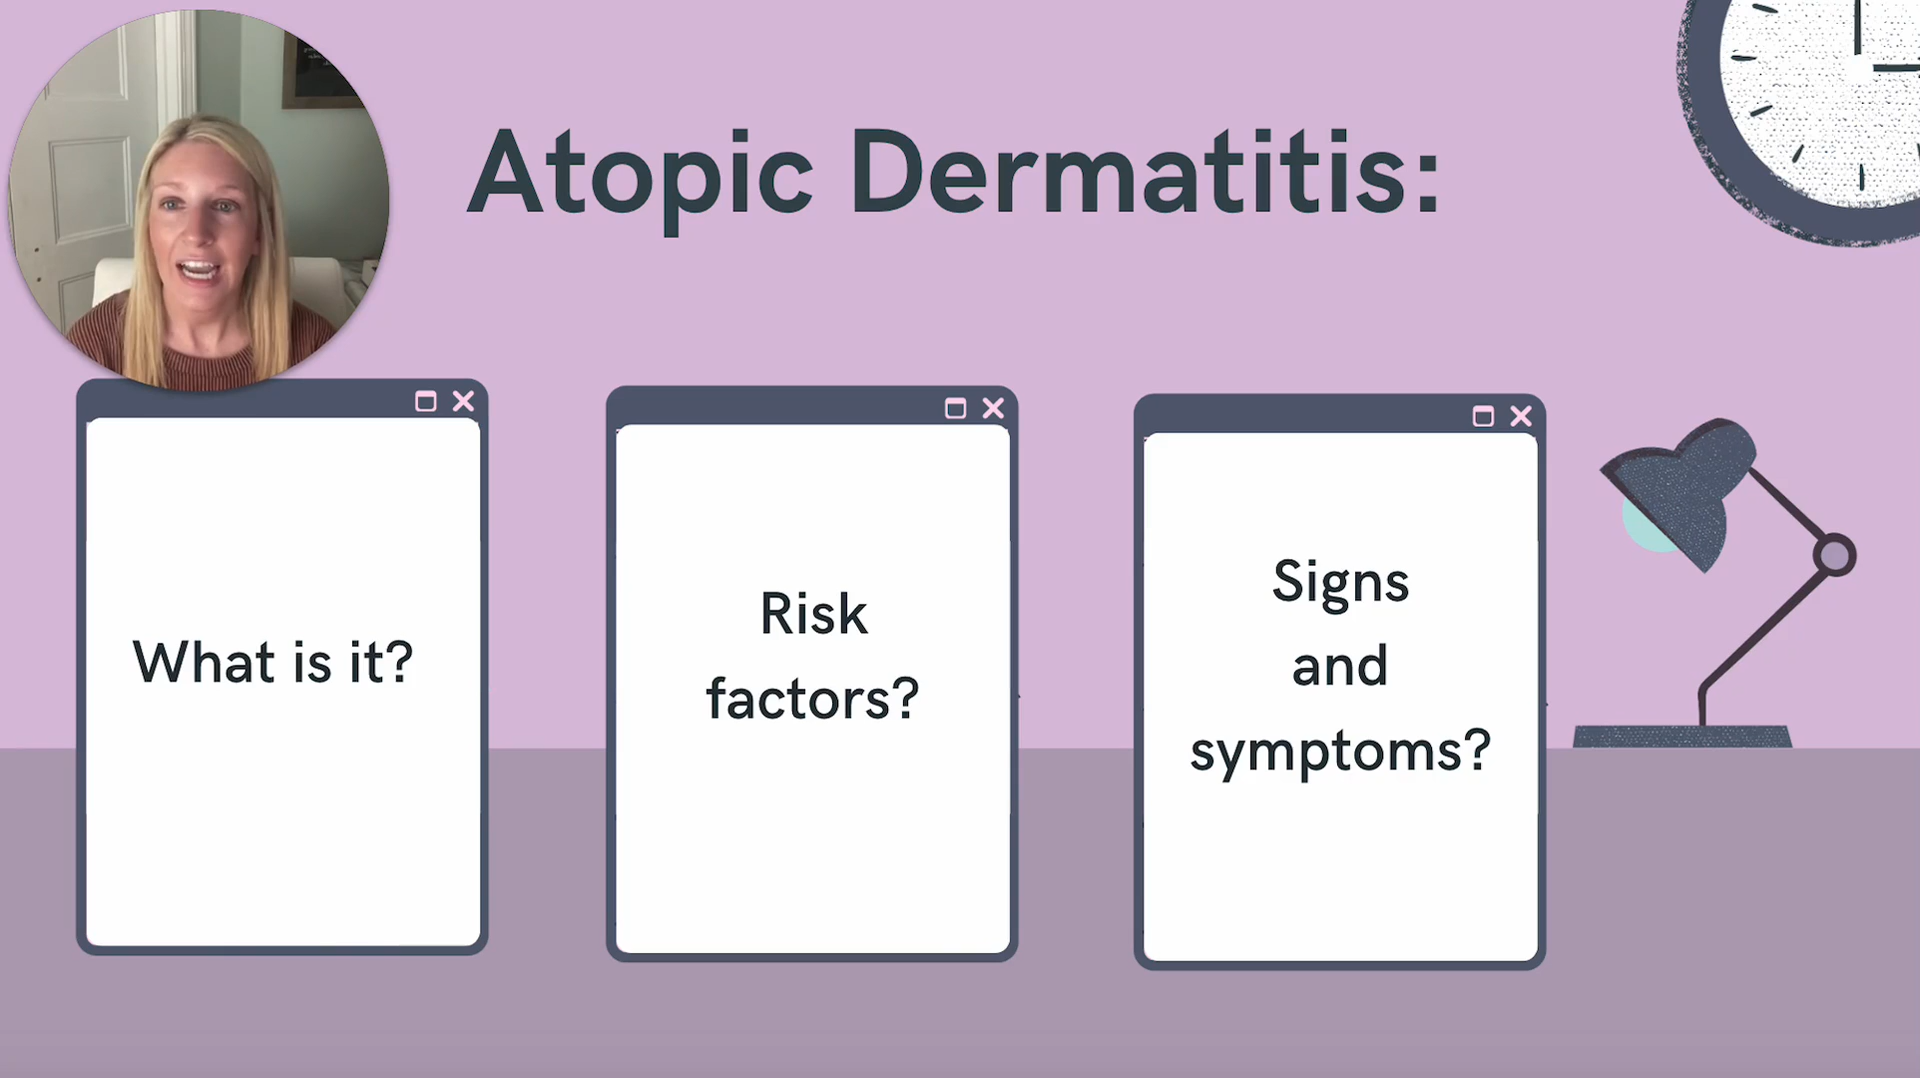 Atopic Dermatitis:
What is it?
Risk
factors?
Signs
and
symptoms?